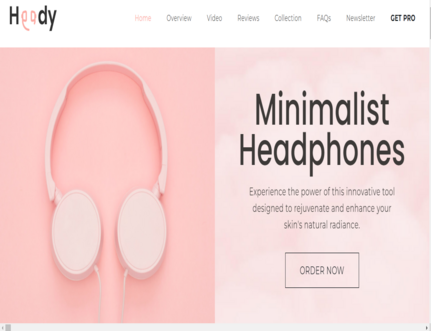 Heedy
Home Overview Video Reviews Collection FAQs Newsletter GET PRO
Minimalist
Headphones
Experience the power of this innovative tool
designed to rejuvenate and enhance your
skin's natural radiance.
ORDER NOW